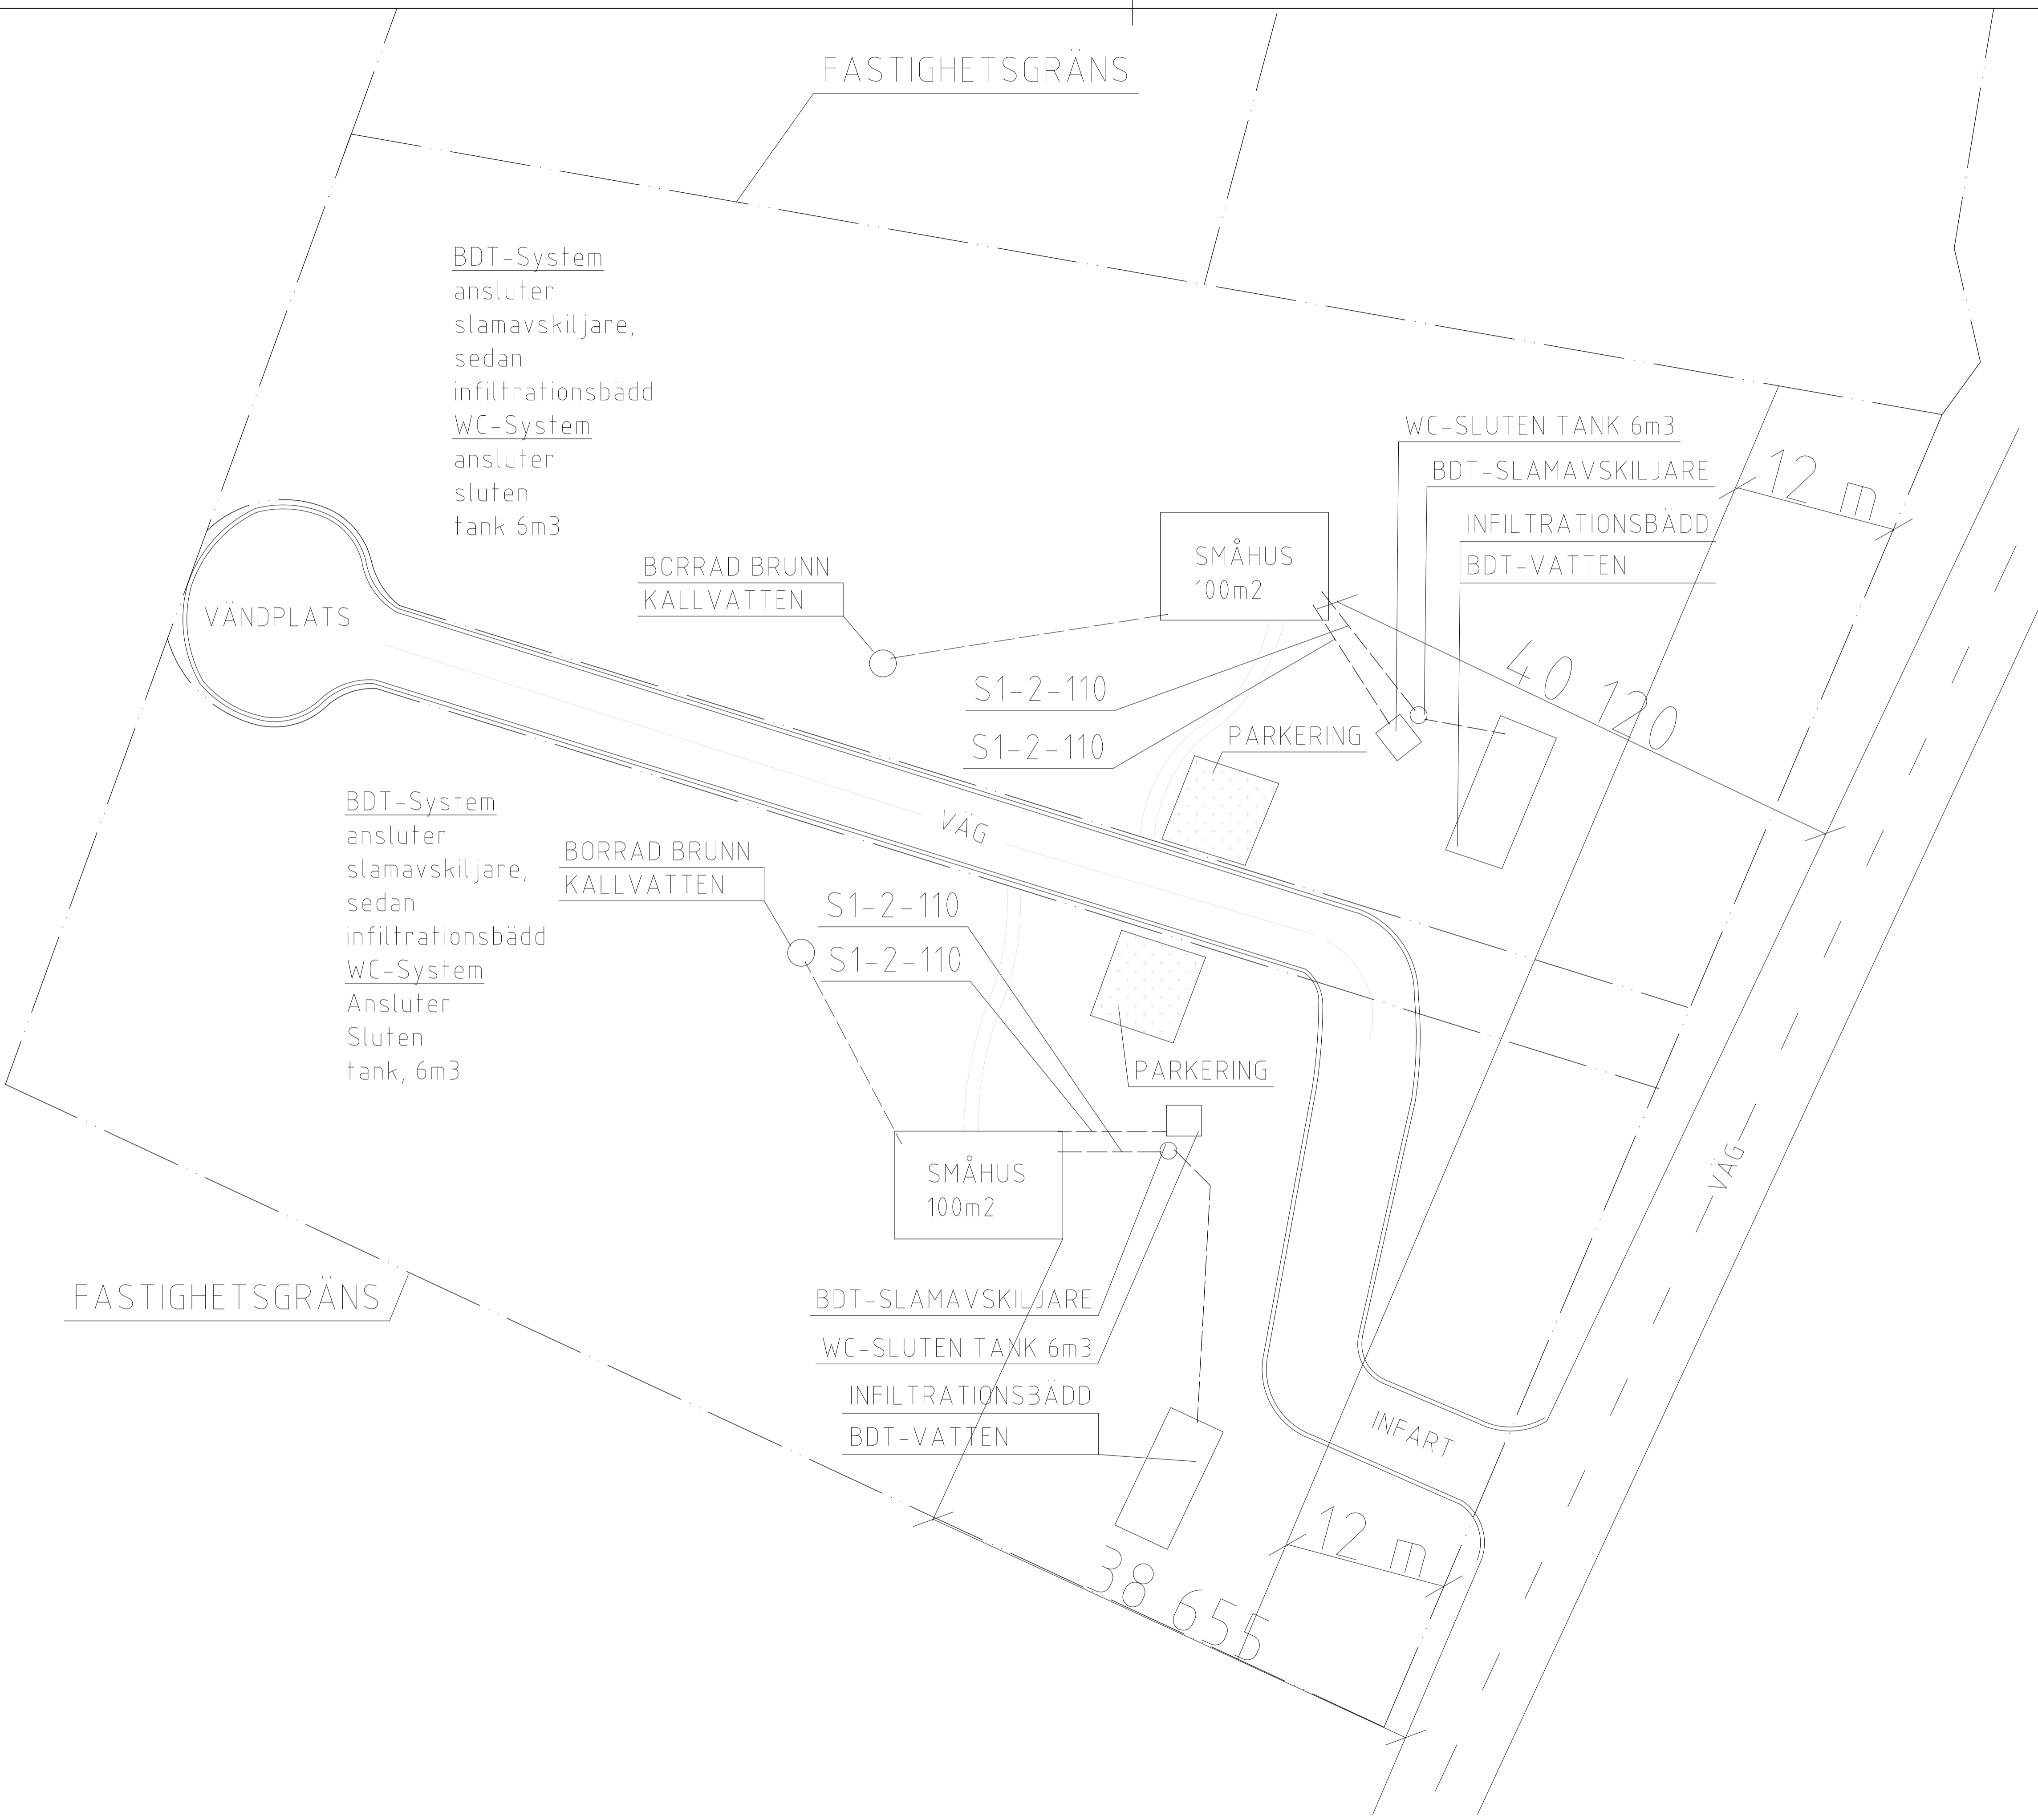 FASTIGHETSGRÄNS
BDT-System
ansluter
slamavskiljare,
sedan
infiltrationsbädd
WC-System
ansluter
sluten
tank 6m3
WC-SLUTEN TANK 6m3
BDT-SLAMAVSKILJARE
INFILTRATIONSBÄDD
BDT-VATTEN
12 m
SMÅHUS
100m2
BORRAD BRUNN
KALLVATTEN
VÄNDPLATS
40 120
S1-2-110
S1-2-110
PARKERING
VÄG
BDT-System
ansluter
slamavskiljare,
sedan
infiltrationsbädd
WC-System
Ansluter
Sluten
tank, 6m3
BORRAD BRUNN
KALLVATTEN
S1-2-110
S1-2-110
PARKERING
VÄG
SMÅHUS
100m2
FASTIGHETSGRÄNS
BDT-SLAMAVSKILJARE
WC-SLUTEN TANK 6m3
INFILTRATIONSBÄDD
BDT-VATTEN
INFART
12 m
38 655